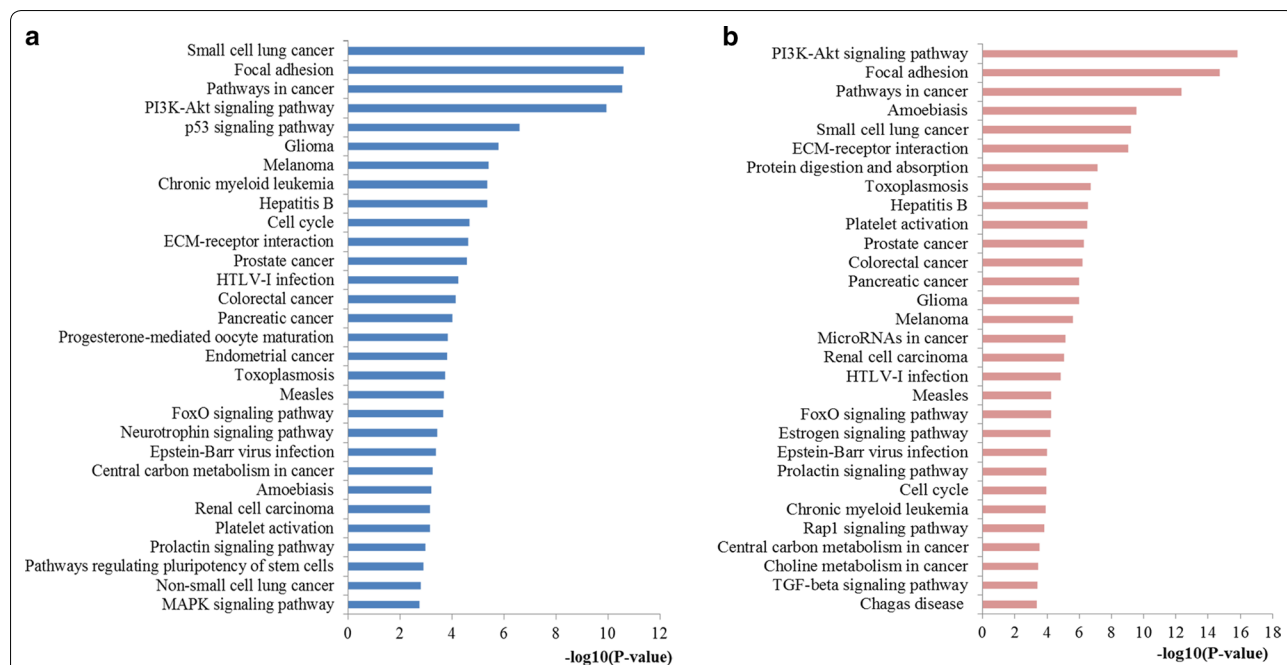 a
Small cell lung cancer
Focal adhesion
Pathways in cancer
PI3K-Akt signaling pathway
p53 signaling pathway
Glioma
Melanoma
Chronic myeloid leukemia
Hepatitis B
Cell cycle
ECM-receptor interaction
Prostate cancer
HTLV-I infection
Colorectal cancer
Pancreatic cancer
Progesterone-mediated oocyte maturation
Endometrial cancer
Toxoplasmosis
Measles
FoxO signaling pathway
Neurotrophin signaling pathway
Epstein-Barr virus infection
Central carbon metabolism in cancer
Amoebiasis
Renal cell carcinoma
Platelet activation
Prolactin signaling pathway
Pathways regulating pluripotency of stem cells
Non-small cell lung cancer
MAPK signaling pathway
0 2 4 6 8 10 12
-log10(P-value)
b
PI3K-Akt signaling pathway
Focal adhesion
Pathways in cancer
Amoebiasis
Small cell lung cancer
ECM-receptor interaction
Protein digestion and absorption
Toxoplasmosis
Hepatitis B
Platelet activation
Prostate cancer
Colorectal cancer
Pancreatic cancer
Glioma
Melanoma
MicroRNAs in cancer
Renal cell carcinoma
HTLV-I infection
Measles
FoxO signaling pathway
Estrogen signaling pathway
Epstein-Barr virus infection
Prolactin signaling pathway
Cell cycle
Chronic myeloid leukemia
Rap1 signaling pathway
Central carbon metabolism in cancer
Choline metabolism in cancer
TGF-beta signaling pathway
Chagas disease
0 2 4 6 8 10 12 14 16 18
-log10(P-value)